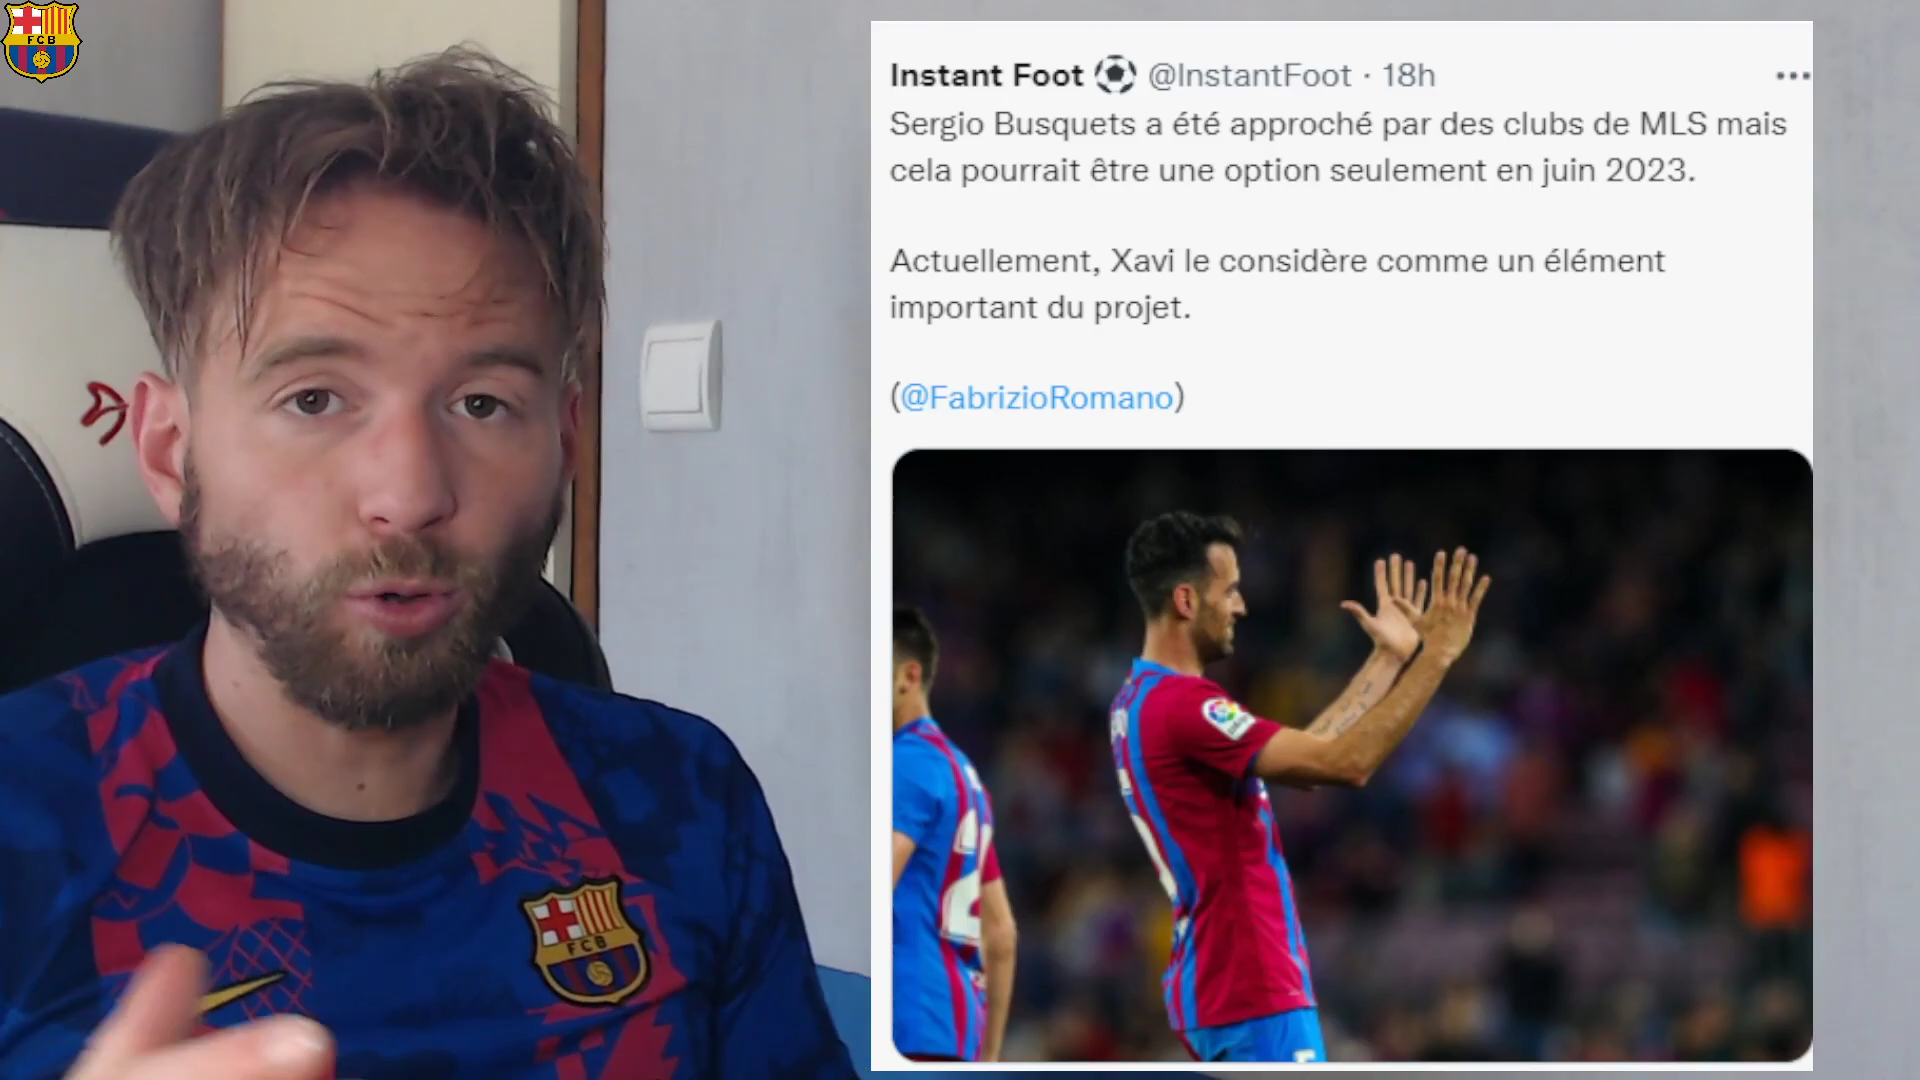 FCB
Instant Foot @InstantFoot · 18h
Sergio Busquets a été approché par des clubs de MLS mais
cela pourrait être une option seulement en juin 2023.
Actuellement, Xavi le considère comme un élément
important du projet.
(@FabrizioRomano)
FCB